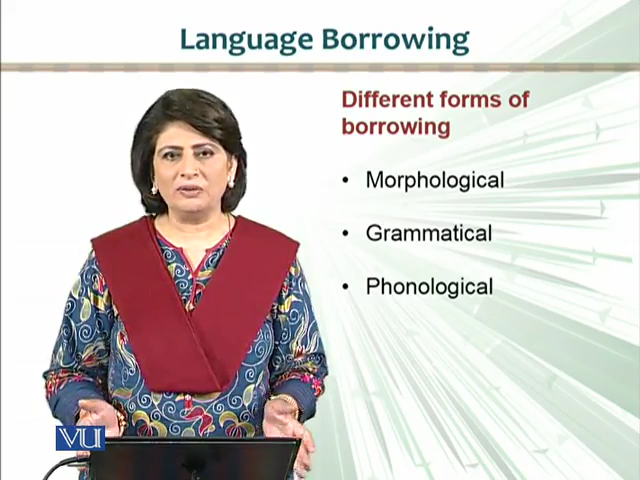 Language Borrowing
Different forms of
borrowing
• Morphological
• Grammatical
• Phonological
VU